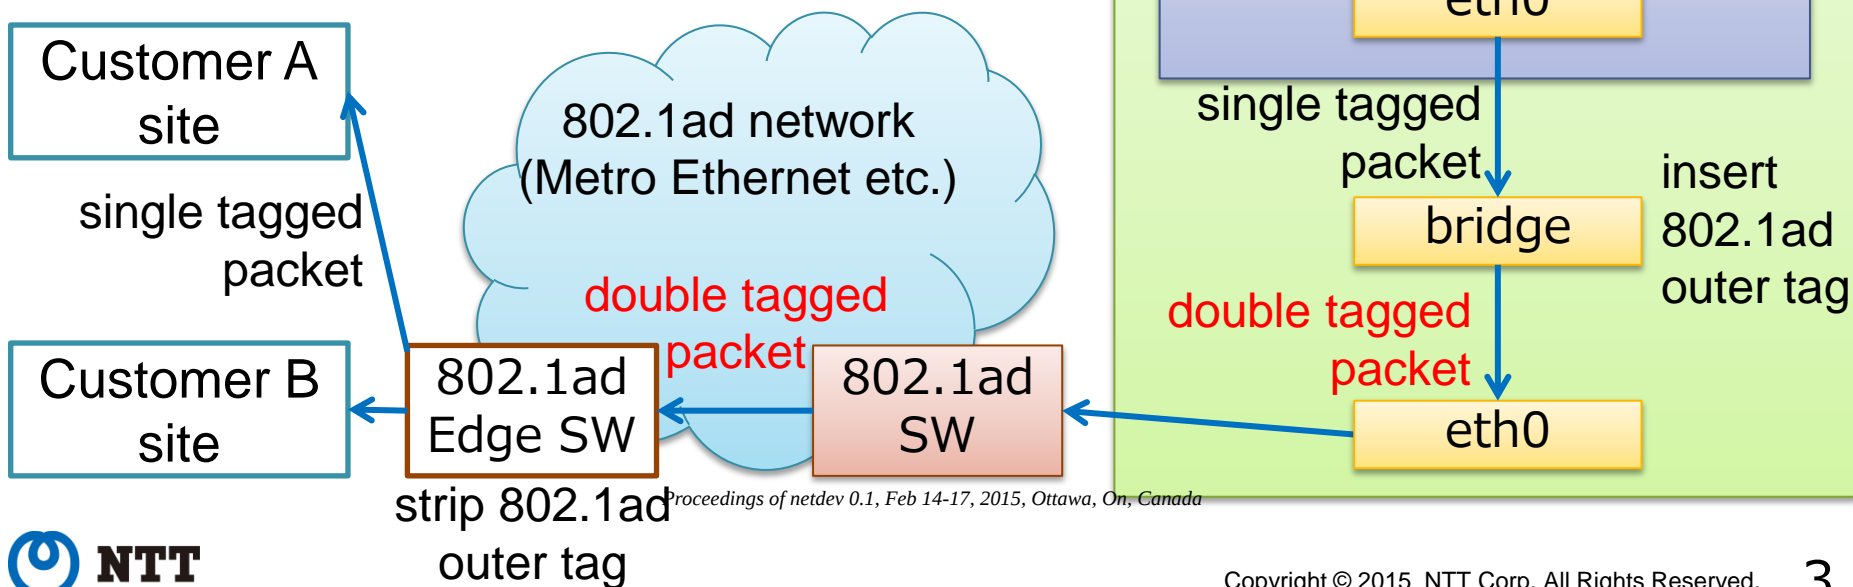 eth0
Customer A
site
802.1ad network
(Metro Ethernet etc.)
single tagged
packet
single tagged
packet
bridge
insert
802.1ad
outer tag
double tagged
packet
double tagged
packet
Customer B
site
802.1ad
Edge SW
802.1ad
SW
eth0
strip 802.1ad
outer tag
Proceedings of netdev 0.1, Feb 14-17, 2015, Ottawa, On, Canada
NTT
Copyright © 2015 NTT Corp. All Rights Reserved.
3